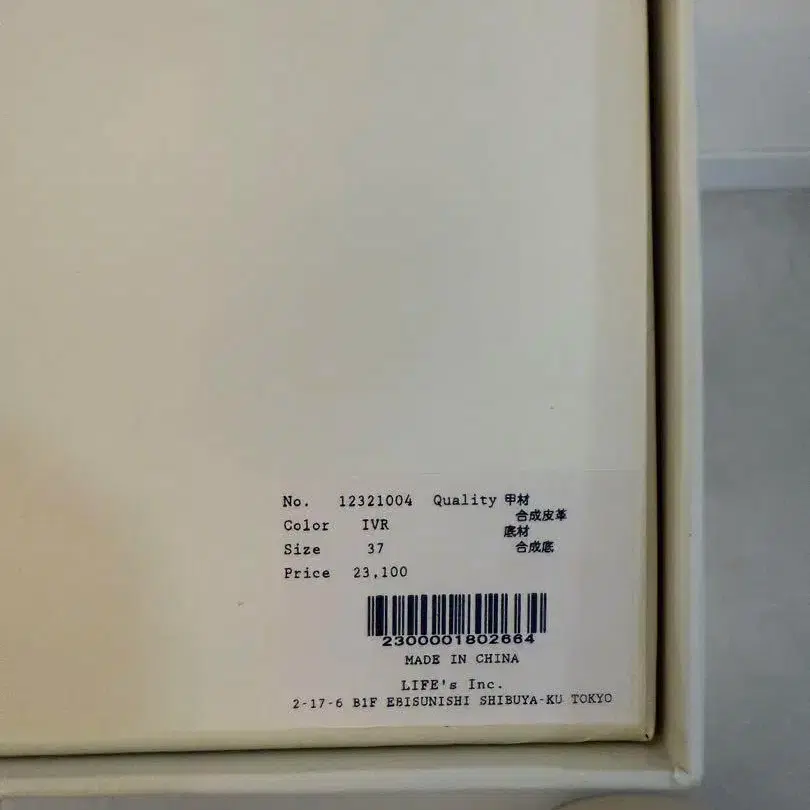 No. 12321004 Quality 甲材
Color IVR 合成皮革
底材
Size 37 合成底
Price 23,100
2300001802664
MADE IN CHINA
LIFE's Inc.
2-17-6 B1F EBISUNISHI SHIBUYA-KU TOKYO